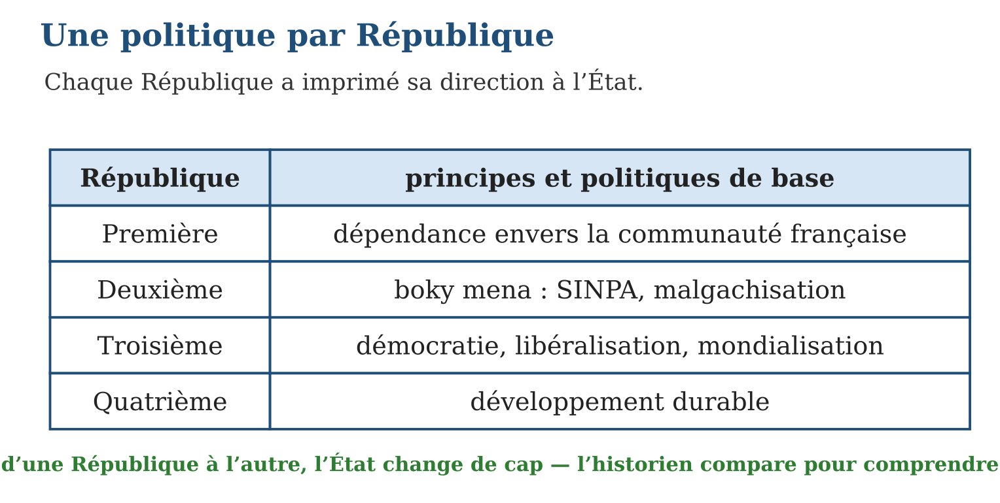 Une politique par République
Chaque République a imprimé sa direction à l’État.
République principes et politiques de base
Première dépendance envers la communauté française
Deuxième boky mena : SINPA, malgachisation
Troisième démocratie, libéralisation, mondialisation
Quatrième développement durable
d’une République à l’autre, l’État change de cap — l’historien compare pour comprendre